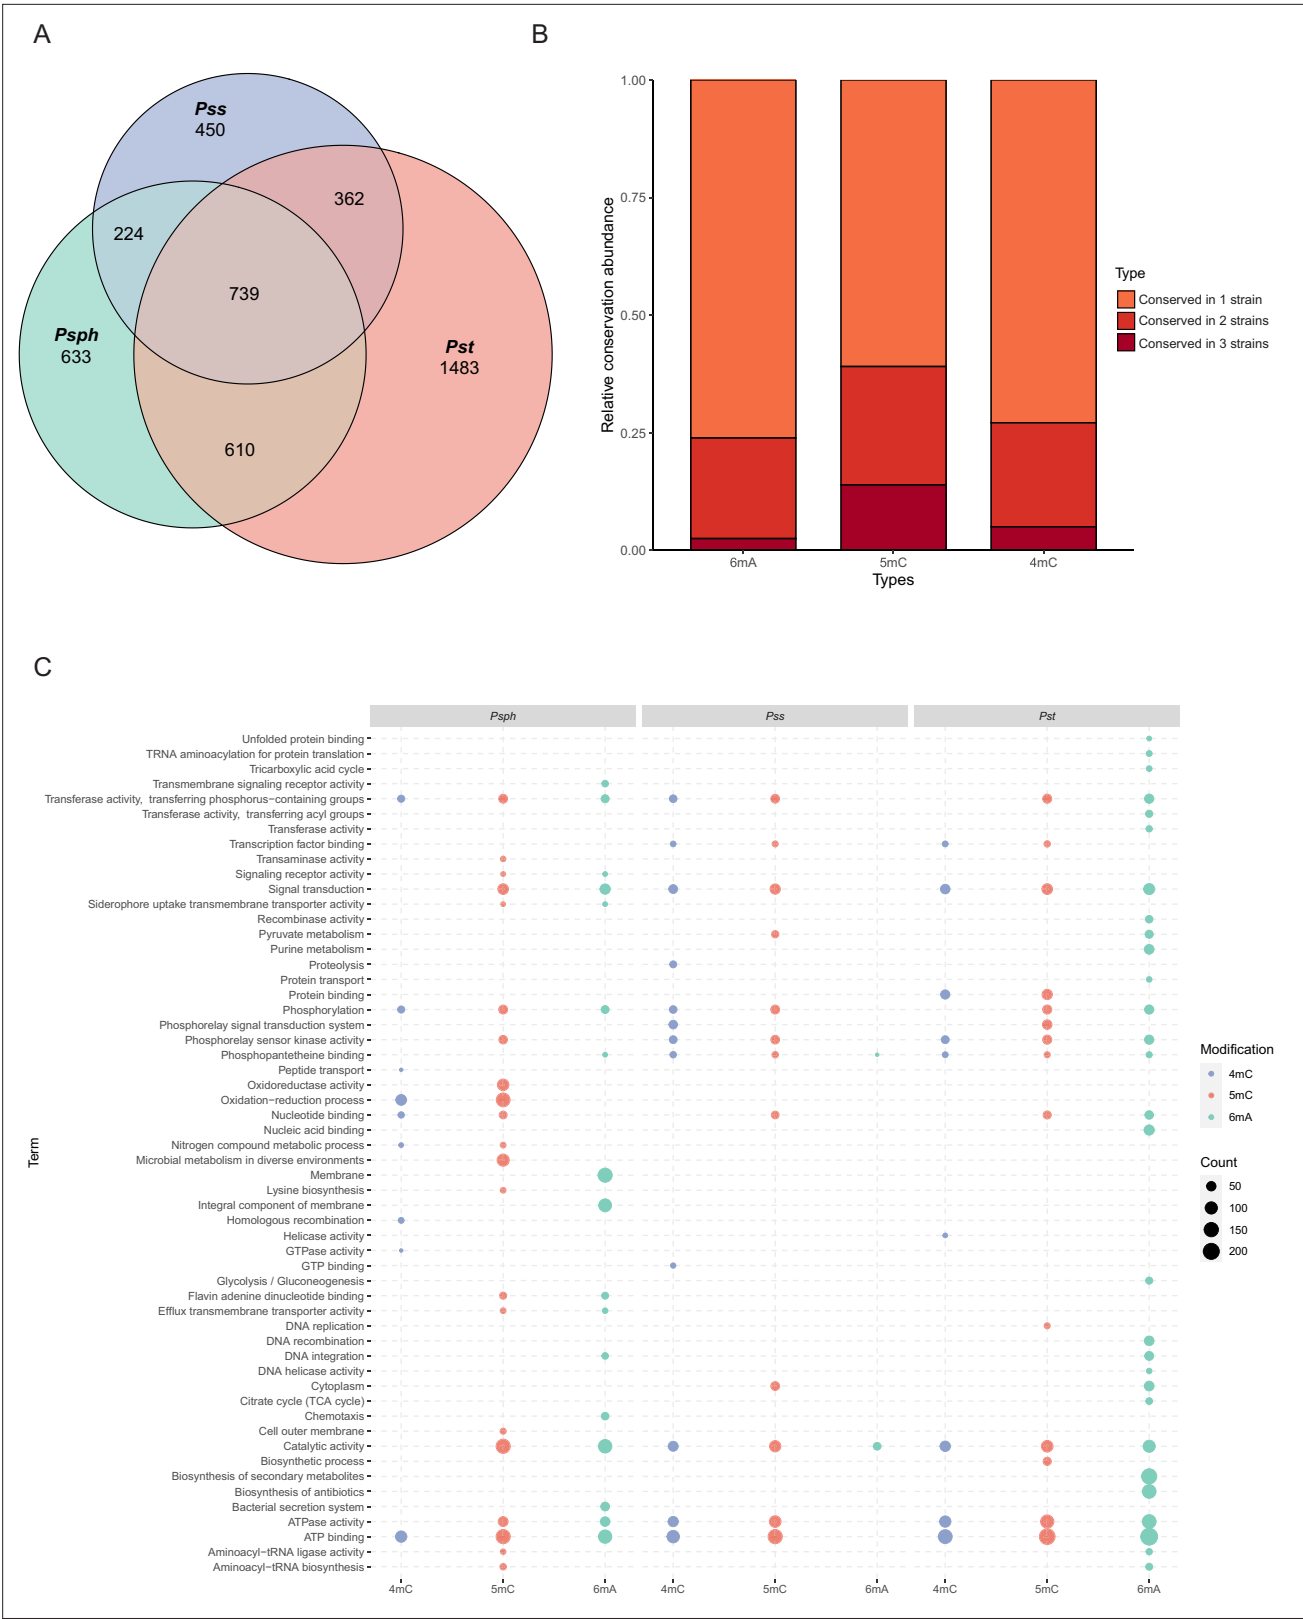 A
Pss
450
362
224
739
Psph
633
Pst
1483
610
B
1.00
0.75
0.50
0.25
0.00
Relative conservation abundance
6mA
5mC
4mC
Types
Type
Conserved in 1 strain
Conserved in 2 strains
Conserved in 3 strains
C
Psph
Pss
Pst
Term
Unfolded protein binding
TRNA aminoacylation for protein translation
Tricarboxylic acid cycle
Transmembrane signaling receptor activity
Transferase activity, transferring phosphorus−containing groups
Transferase activity, transferring acyl groups
Transferase activity
Transcription factor binding
Transaminase activity
Signaling receptor activity
Signal transduction
Siderophore uptake transmembrane transporter activity
Recombinase activity
Pyruvate metabolism
Purine metabolism
Proteolysis
Protein transport
Protein binding
Phosphorylation
Phosphorelay signal transduction system
Phosphorelay sensor kinase activity
Phosphopantetheine binding
Peptide transport
Oxidoreductase activity
Oxidation−reduction process
Nucleotide binding
Nucleic acid binding
Nitrogen compound metabolic process
Microbial metabolism in diverse environments
Membrane
Lysine biosynthesis
Integral component of membrane
Homologous recombination
Helicase activity
GTPase activity
GTP binding
Glycolysis / Gluconeogenesis
Flavin adenine dinucleotide binding
Efflux transmembrane transporter activity
DNA replication
DNA recombination
DNA integration
DNA helicase activity
Cytoplasm
Citrate cycle (TCA cycle)
Chemotaxis
Cell outer membrane
Catalytic activity
Biosynthetic process
Biosynthesis of secondary metabolites
Biosynthesis of antibiotics
Bacterial secretion system
ATPase activity
ATP binding
Aminoacyl−tRNA ligase activity
Aminoacyl−tRNA biosynthesis
4mC
5mC
6mA
4mC
5mC
6mA
4mC
5mC
6mA
Modification
4mC
5mC
6mA
Count
50
100
150
200